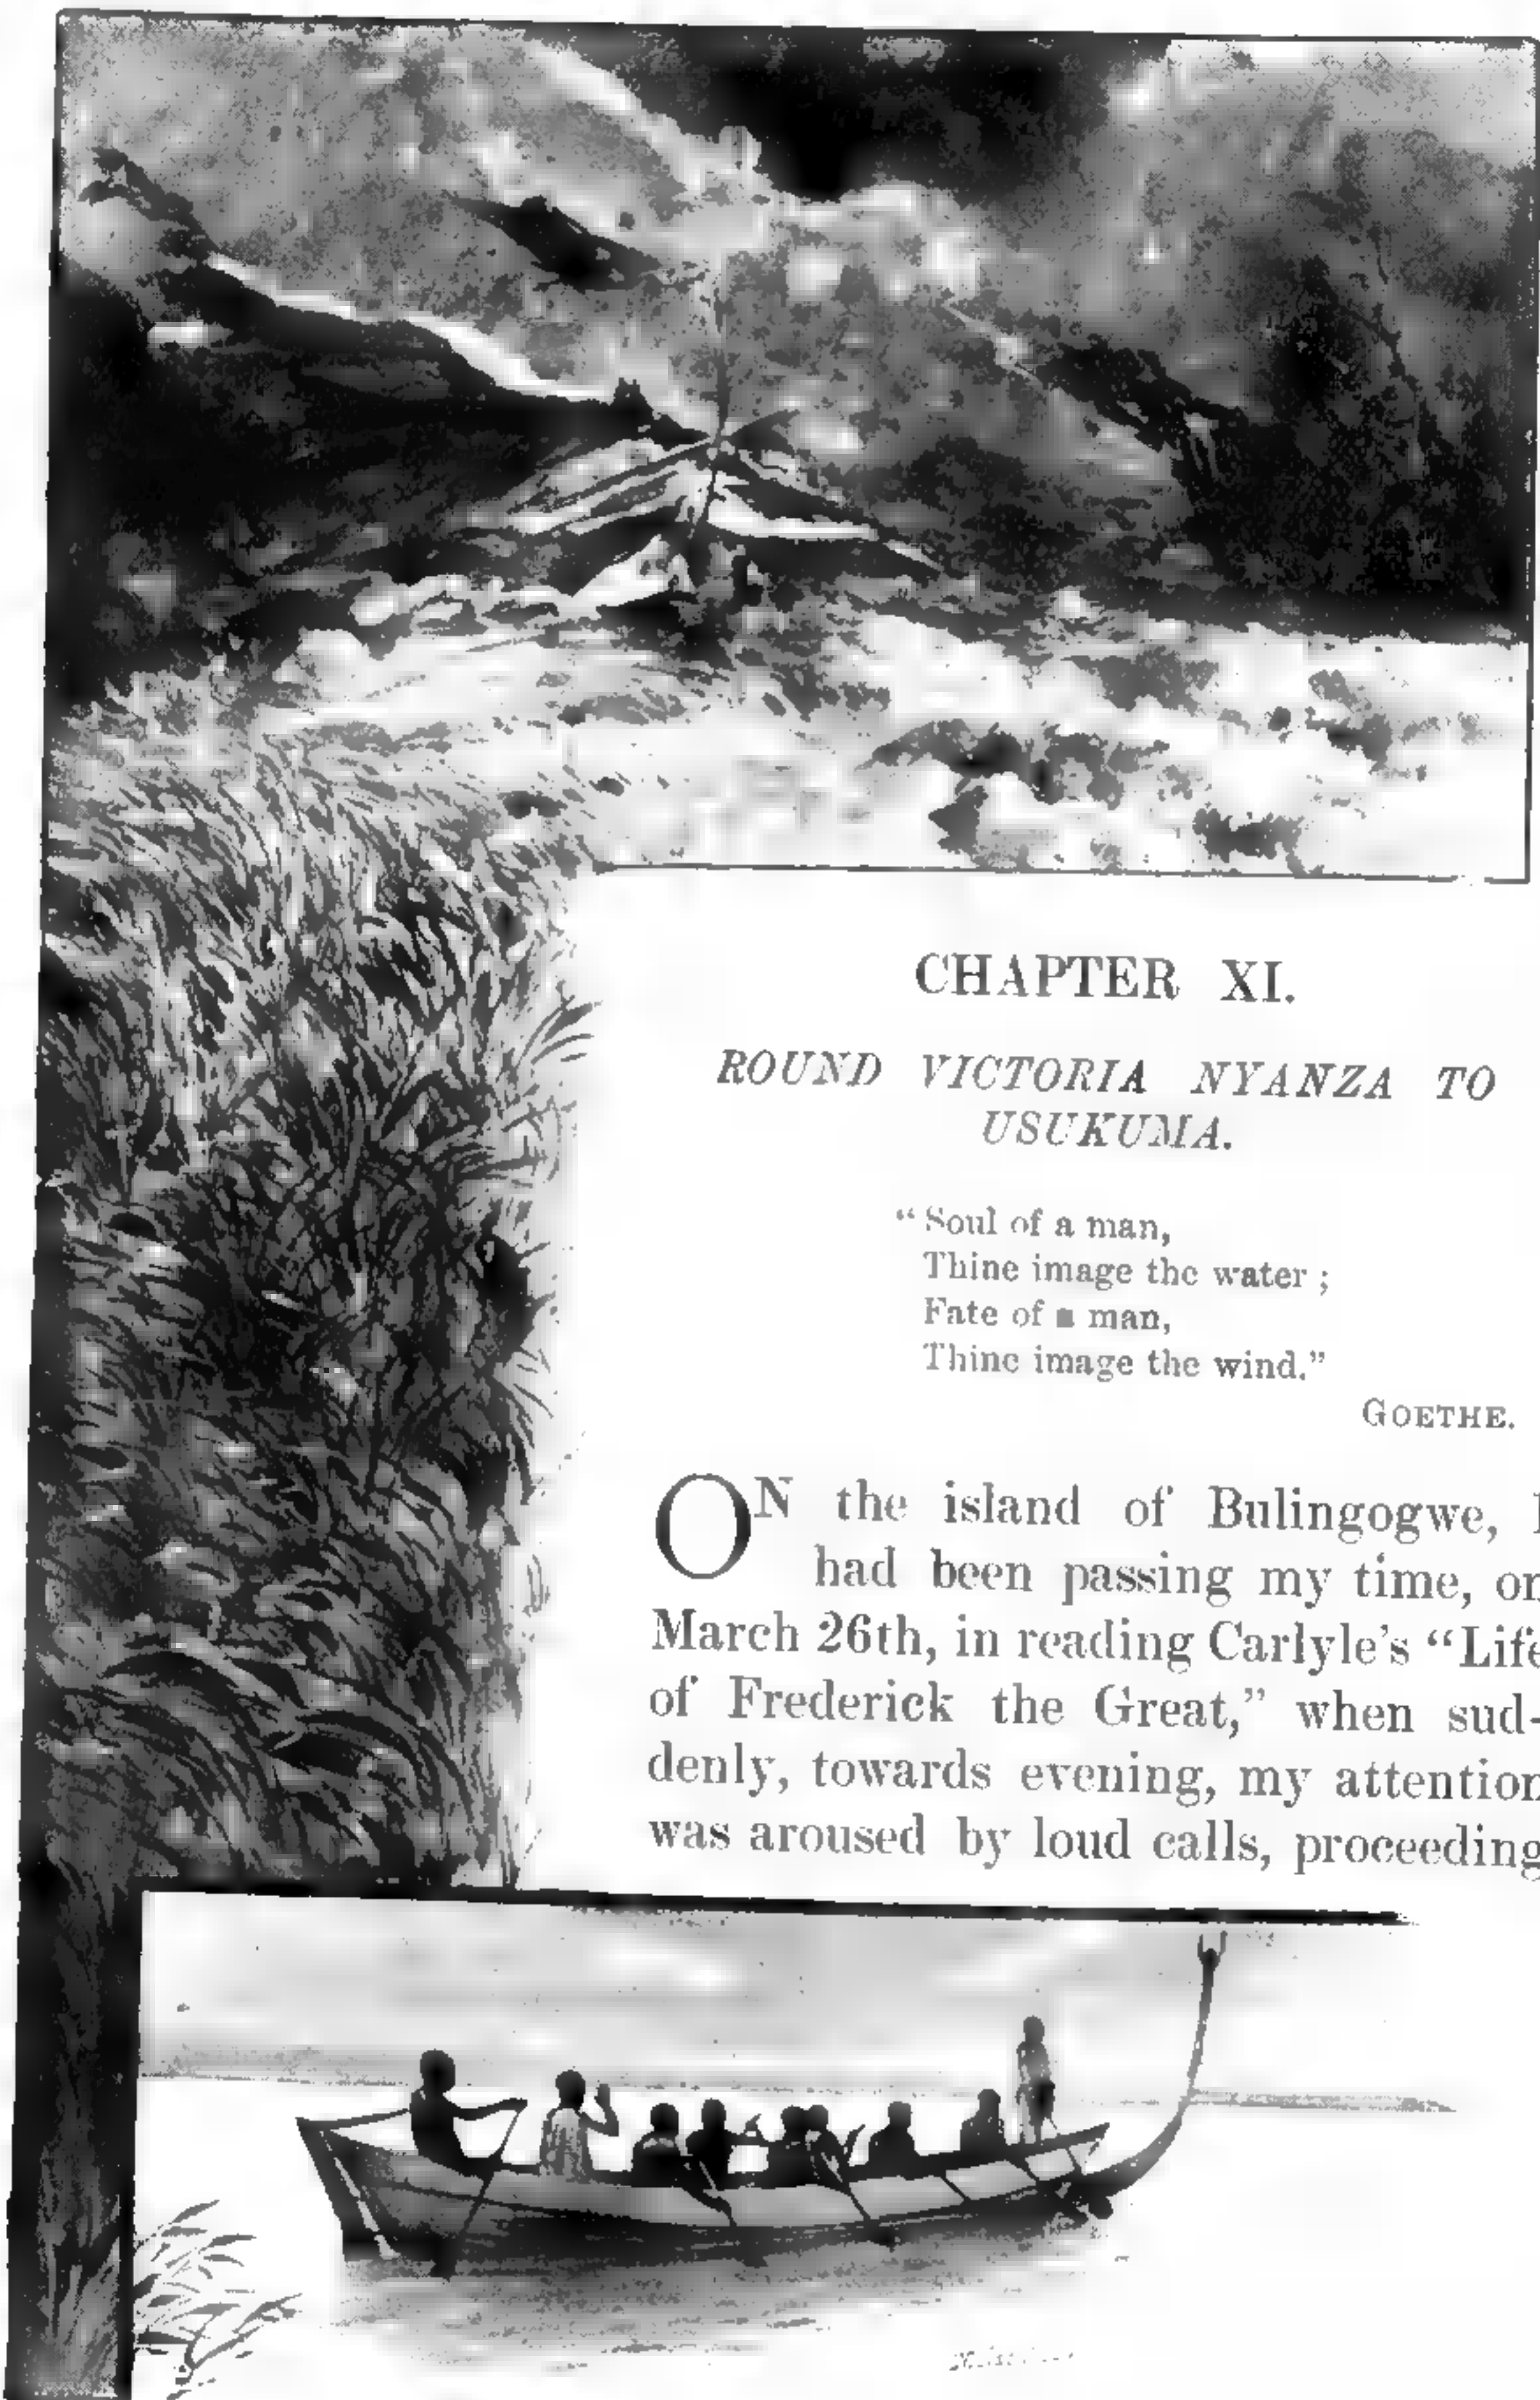 CHAPTER XI.
ROUND VICTORIA NYANZA TO
USUKUMA.
“Soul of a man,
Thine image the water;
Fate of a man,
Thine image the wind.”
GOETHE.
ON the island of Bulingogwe, I
had been passing my time, on
March 26th, in reading Carlyle's “Life
of Frederick the Great,” when sud-
denly, towards evening, my attention
was aroused by loud calls, proceeding